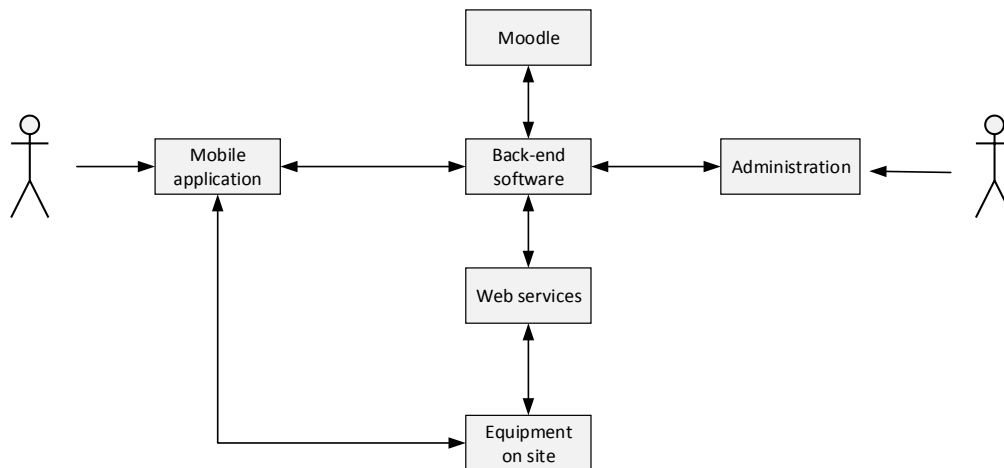 Moodle
Mobile
application
Back-end
software
Administration
Web services
Equipment
on site